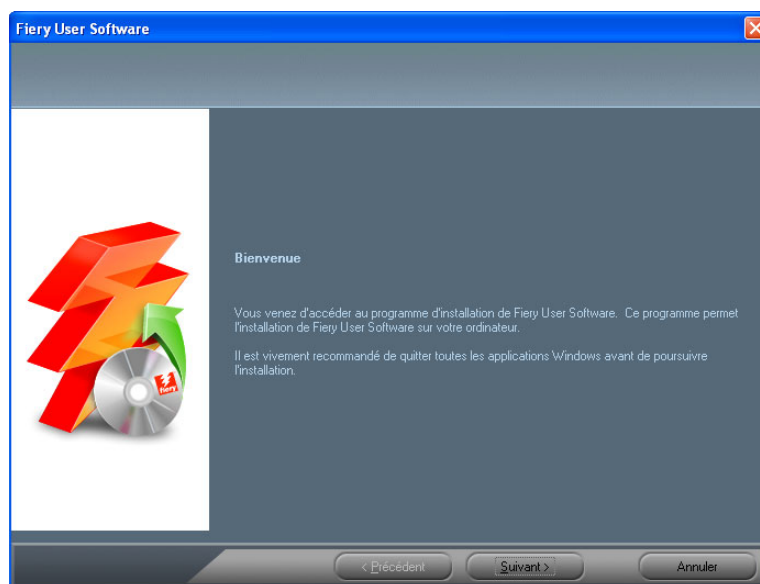 Fiery User Software
Bienvenue
Vous venez d'accéder au programme d'installation de Fiery User Software. Ce programme permet
l'installation de Fiery User Software sur votre ordinateur.
Il est vivement recommandé de quitter toutes les applications Windows avant de poursuivre
l'installation.
fiery
< Précédent
Suivant >
Annuler